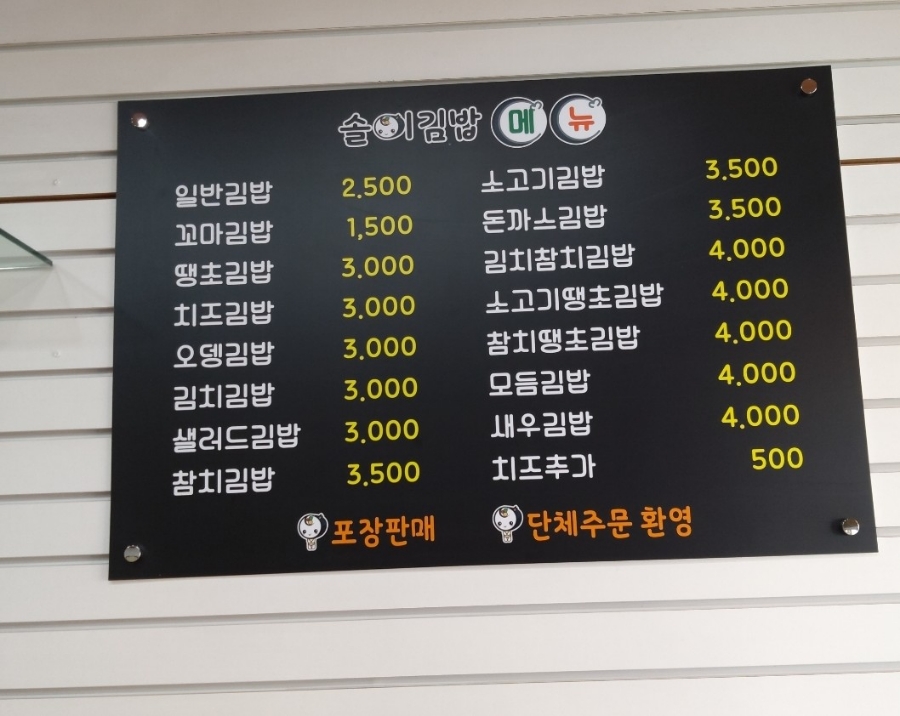 솔이김밥 메뉴
일반김밥 2.500
꼬마김밥 1,500
땡초김밥 3.000
치즈김밥 3.000
오뎅김밥 3.000
김치김밥 3.000
샐러드김밥 3.000
참치김밥 3.500
소고기김밥 3.500
돈까스김밥 3.500
김치참치김밥 4.000
소고기땡초김밥 4.000
참치땡초김밥 4.000
모듬김밥 4.000
새우김밥 4.000
치즈추가 500
포장판매
단체주문 환영